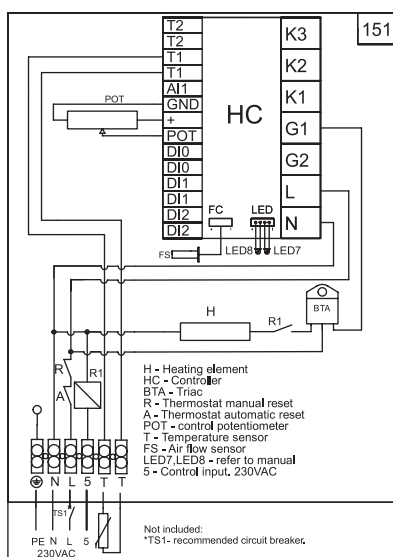 151
T2
T2
T1
T1
AI1
GND
+
POT
DI0
DI0
DI1
DI1
DI2
DI2
HC
K3
K2
K1
G1
G2
L
N
POT
FC
LED
FS
LED8
LED7
BTA
H
R1
R
A
R1
H - Heating element
HC - Controller
BTA - Triac
R - Thermostat manual reset
A - Thermostat automatic reset
POT - control potentiometer
T - Temperature sensor
FS - Air flow sensor
LED7,LED8 - refer to manual
5 - Control input. 230VAC
N L 5 T T
TS1
PE N L 5
230VAC
Not included:
*TS1- recommended circuit breaker.